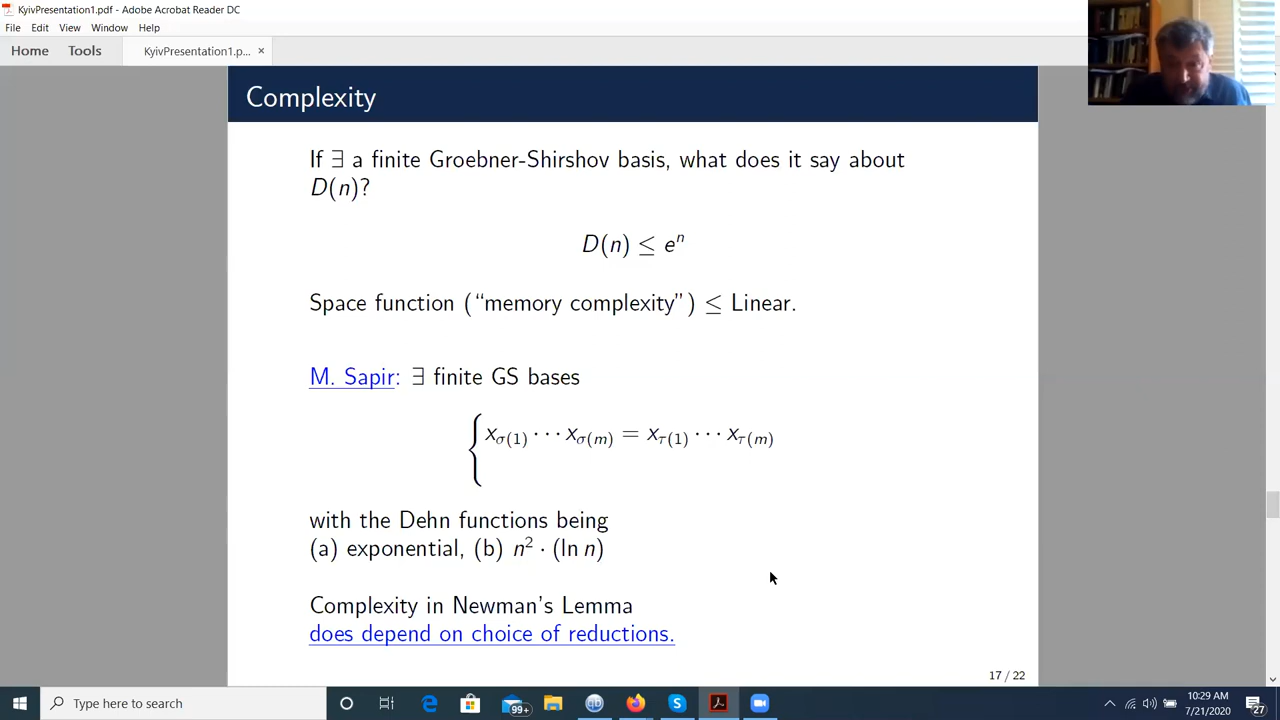 KyivPresentation1.pdf - Adobe Acrobat Reader DC
File Edit View Window Help
Home Tools KyivPresentation1.p... ×
Complexity
If ∃ a finite Groebner-Shirshov basis, what does it say about
D(n)?
D(n) ≤ eⁿ
Space function (“memory complexity”) ≤ Linear.
M. Sapir: ∃ finite GS bases
{ x_σ(1) ··· x_σ(m) = x_τ(1) ··· x_τ(m)
with the Dehn functions being
(a) exponential, (b) n² · (ln n)
Complexity in Newman’s Lemma
does depend on choice of reductions.
17 / 22
Type here to search
99+
10:29 AM
7/21/2020
27